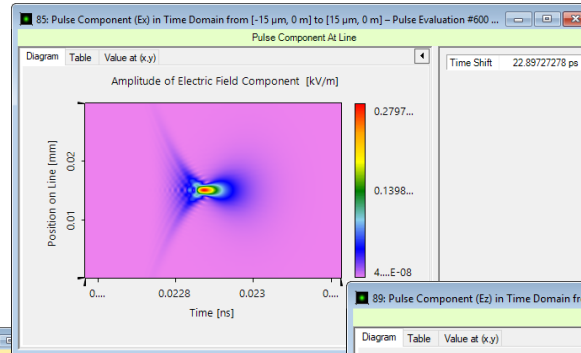 85: Pulse Component (Ex) in Time Domain from [-15 µm, 0 m] to [15 µm, 0 m] – Pulse Evaluation #600 ...
Pulse Component At Line
Diagram Table Value at (x,y)
Time Shift 22.89727278 ps
Amplitude of Electric Field Component [kV/m]
0.2797...
0.02
Position on Line [mm]
0.1398...
0.01
4....E-08
0.... 0.0228 0.023 0....
Time [ns]
89: Pulse Component (Ez) in Time Domain fro
Diagram Table Value at (x,y)